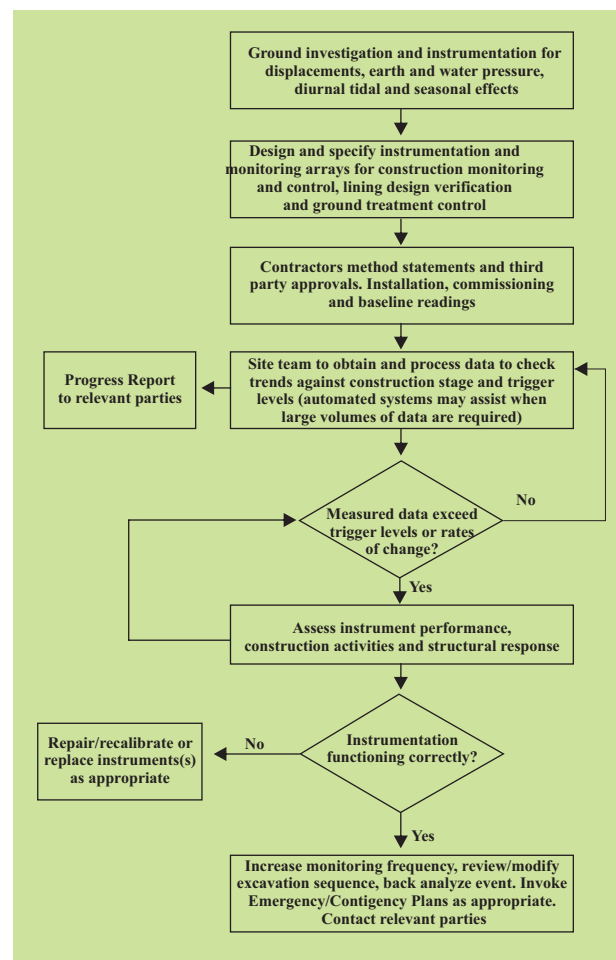 Ground investigation and instrumentation for
displacements, earth and water pressure,
diurnal tidal and seasonal effects
Design and specify instrumentation and
monitoring arrays for construction monitoring
and control, lining design verification
and ground treatment control
Contractors method statements and third
party approvals. Installation, commissioning
and baseline readings
Site team to obtain and process data to check
trends against construction stage and trigger
levels (automated systems may assist when
large volumes of data are required)
Progress Report
to relevant parties
Measured data exceed
trigger levels or rates
of change?
No
Yes
Assess instrument performance,
construction activities and structural response
Instrumentation
functioning correctly?
No
Repair/recalibrate or
replace instruments(s)
as appropriate
Yes
Increase monitoring frequency, review/modify
excavation sequence, back analyze event. Invoke
Emergency/Contigency Plans as appropriate.
Contact relevant parties